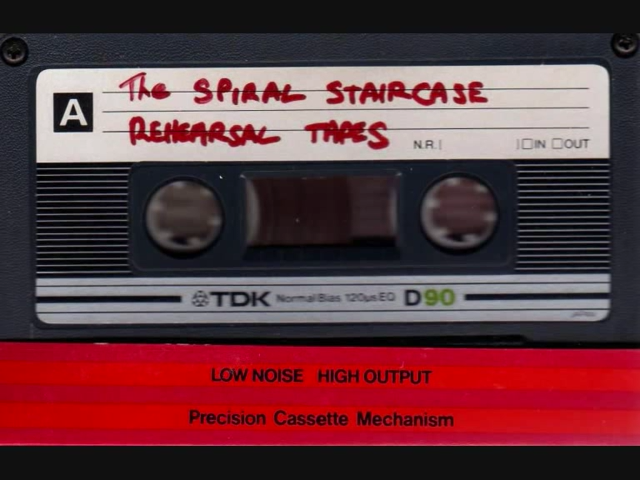 The SPIRAL STAIRCASE
A
REHEARSAL TAPES
N.R. IN OUT
TDK Normal Bias 120µs EQ D90
LOW NOISE HIGH OUTPUT
Precision Cassette Mechanism